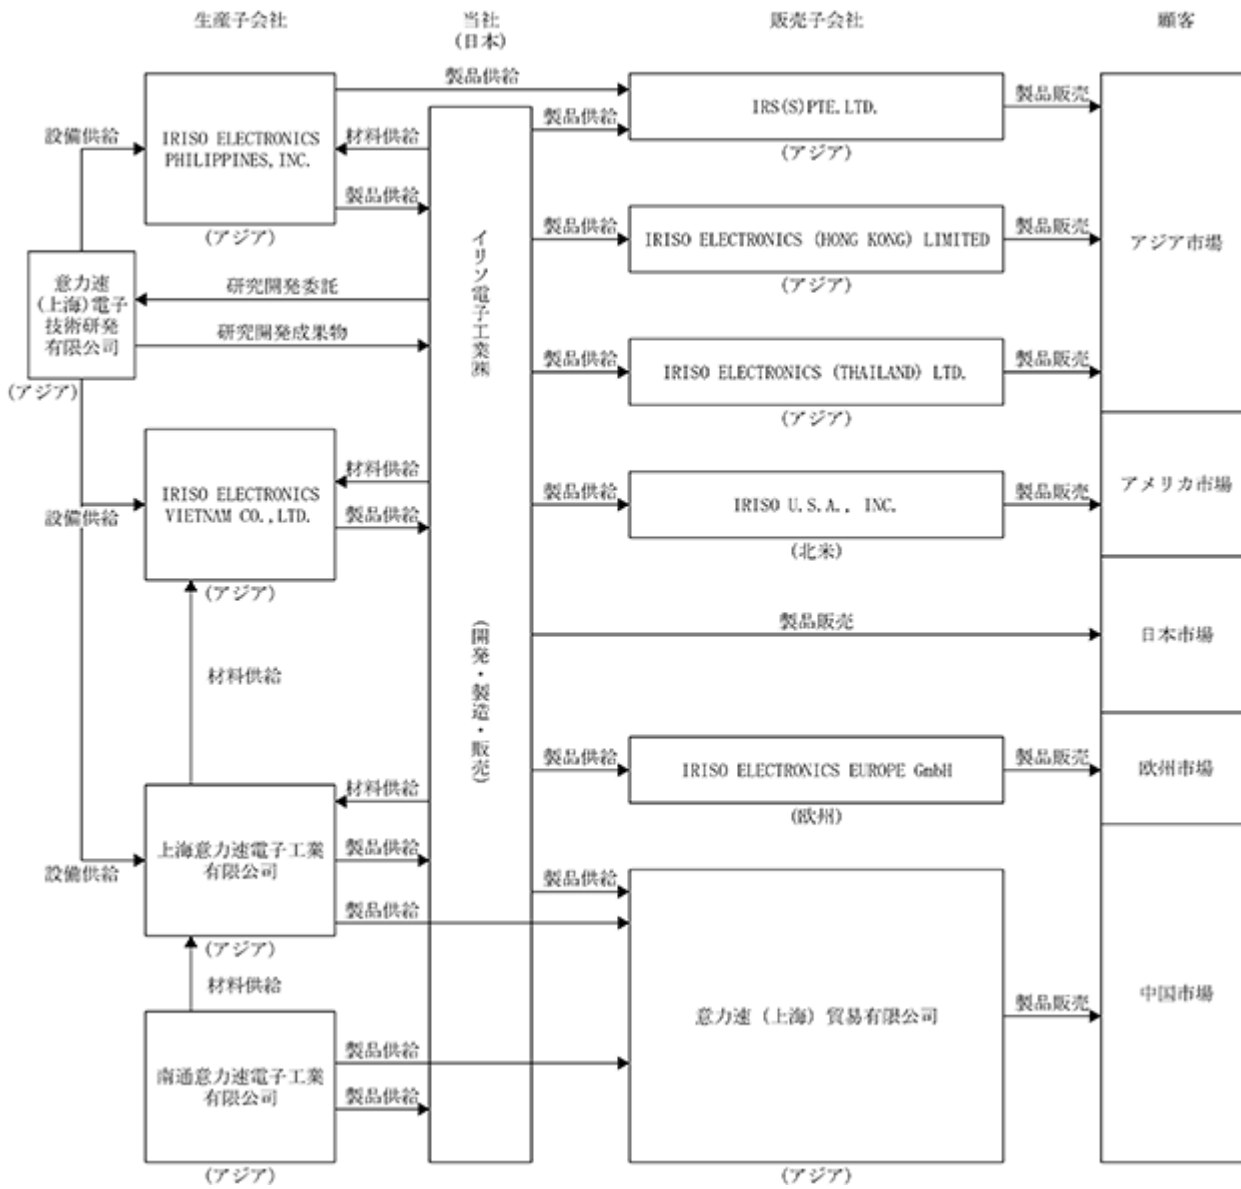 生産子会社
当社
(日本)
販売子会社
顧客
製品供給
IRISO ELECTRONICS
PHILIPPINES, INC.
(アジア)
設備供給
材料供給
製品供給
製品供給
IRS(S)PTE. LTD.
(アジア)
製品販売
製品供給
IRISO ELECTRONICS (HONG KONG) LIMITED
(アジア)
製品販売
アジア市場
意力速
(上海)電子
技術研発
有限公司
(アジア)
研究開発委託
研究開発成果物
イリソ電子工業㈱
(開発・製造・販売)
製品供給
IRISO ELECTRONICS (THAILAND) LTD.
(アジア)
製品販売
IRISO ELECTRONICS
VIETNAM CO., LTD.
(アジア)
設備供給
材料供給
製品供給
製品供給
IRISO U. S. A., INC.
(北米)
製品販売
アメリカ市場
製品販売
日本市場
材料供給
製品供給
IRISO ELECTRONICS EUROPE GmbH
(欧州)
製品販売
欧州市場
上海意力速電子工業
有限公司
(アジア)
設備供給
材料供給
製品供給
製品供給
製品供給
材料供給
南通意力速電子工業
有限公司
(アジア)
製品供給
製品供給
意力速 (上海) 貿易有限公司
(アジア)
製品販売
中国市場